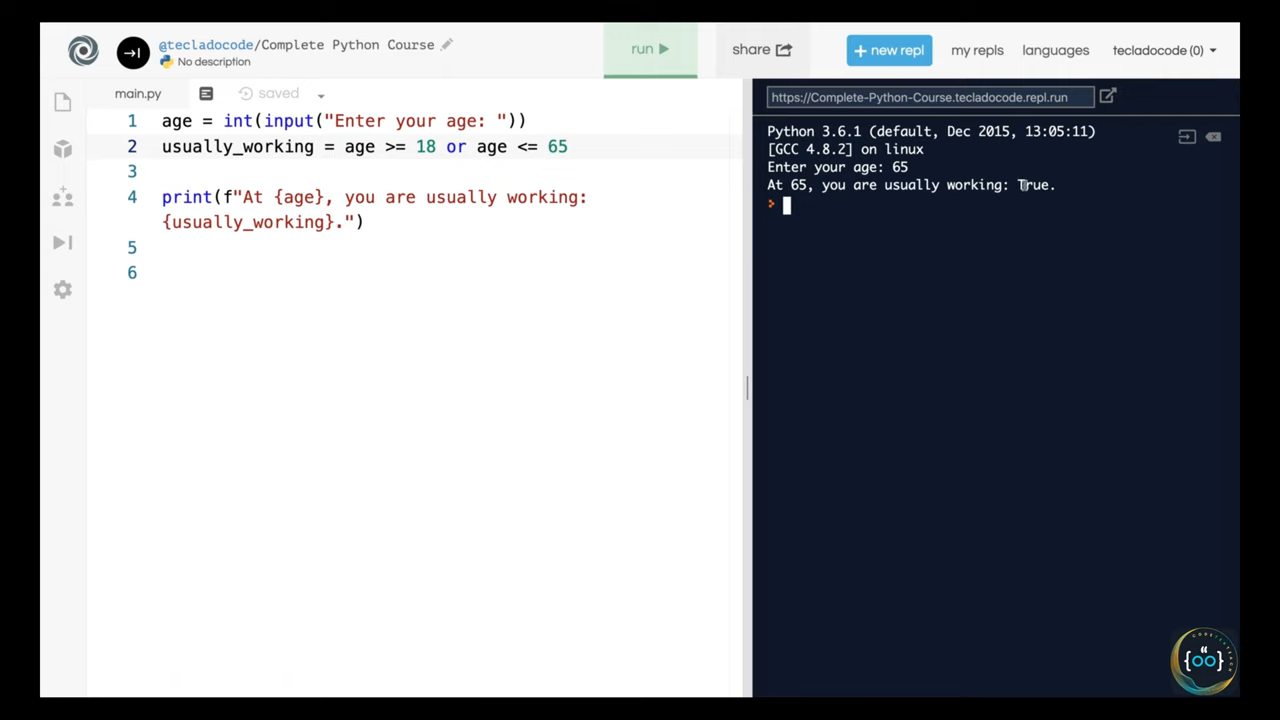 @tecladocode/Complete Python Course
No description
run
share
+ new repl
my repls
languages
tecladocode (0)
main.py
saved
1 age = int(input("Enter your age: "))
2 usually_working = age >= 18 or age <= 65
3
4 print(f"At {age}, you are usually working:
{usually_working}.")
5
6
https://Complete-Python-Course.tecladocode.repl.run
Python 3.6.1 (default, Dec 2015, 13:05:11)
[GCC 4.8.2] on linux
Enter your age: 65
At 65, you are usually working: True.